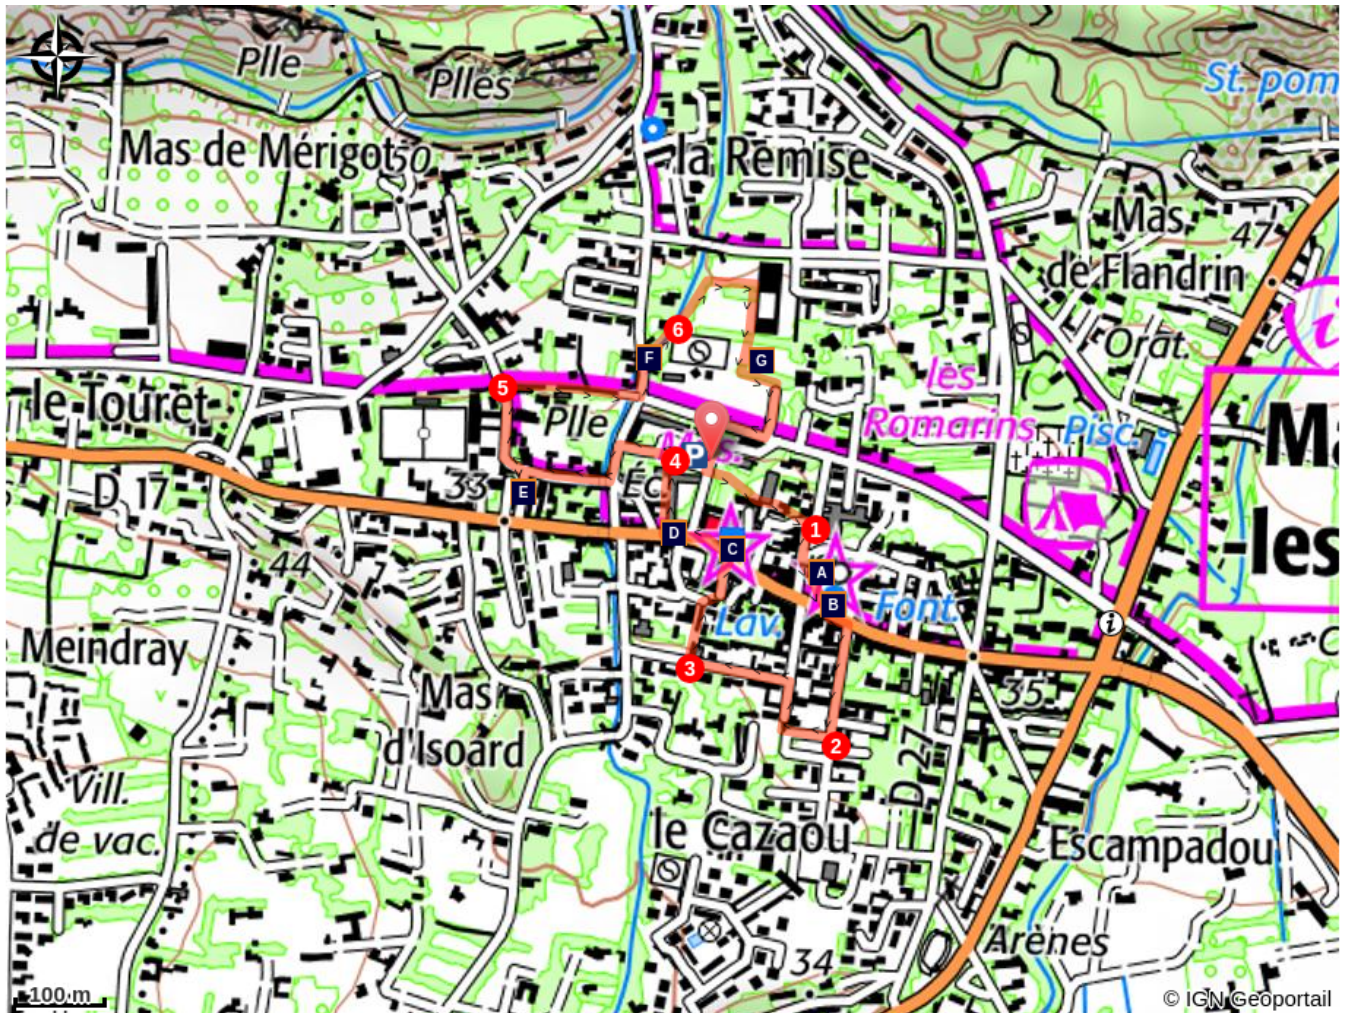 Plle
Plles
St. pom
Mas de Mérigot
50
la Remise
Mas
de Flandrin
47
6
Orat.
F
G
les
Romarins
5
le Touret
Plle
Pisc.
Ma
-les
4
P
D 17
33
E
Éc.
1
D
C
A
B
44
Lav.
Font.
i
Meindray
3
35
Mas
d'Isoard
2
D 27
Vill.
de vac.
le Cazaou
Escampadou
Arènes
34
100 m
© IGN Geoportail